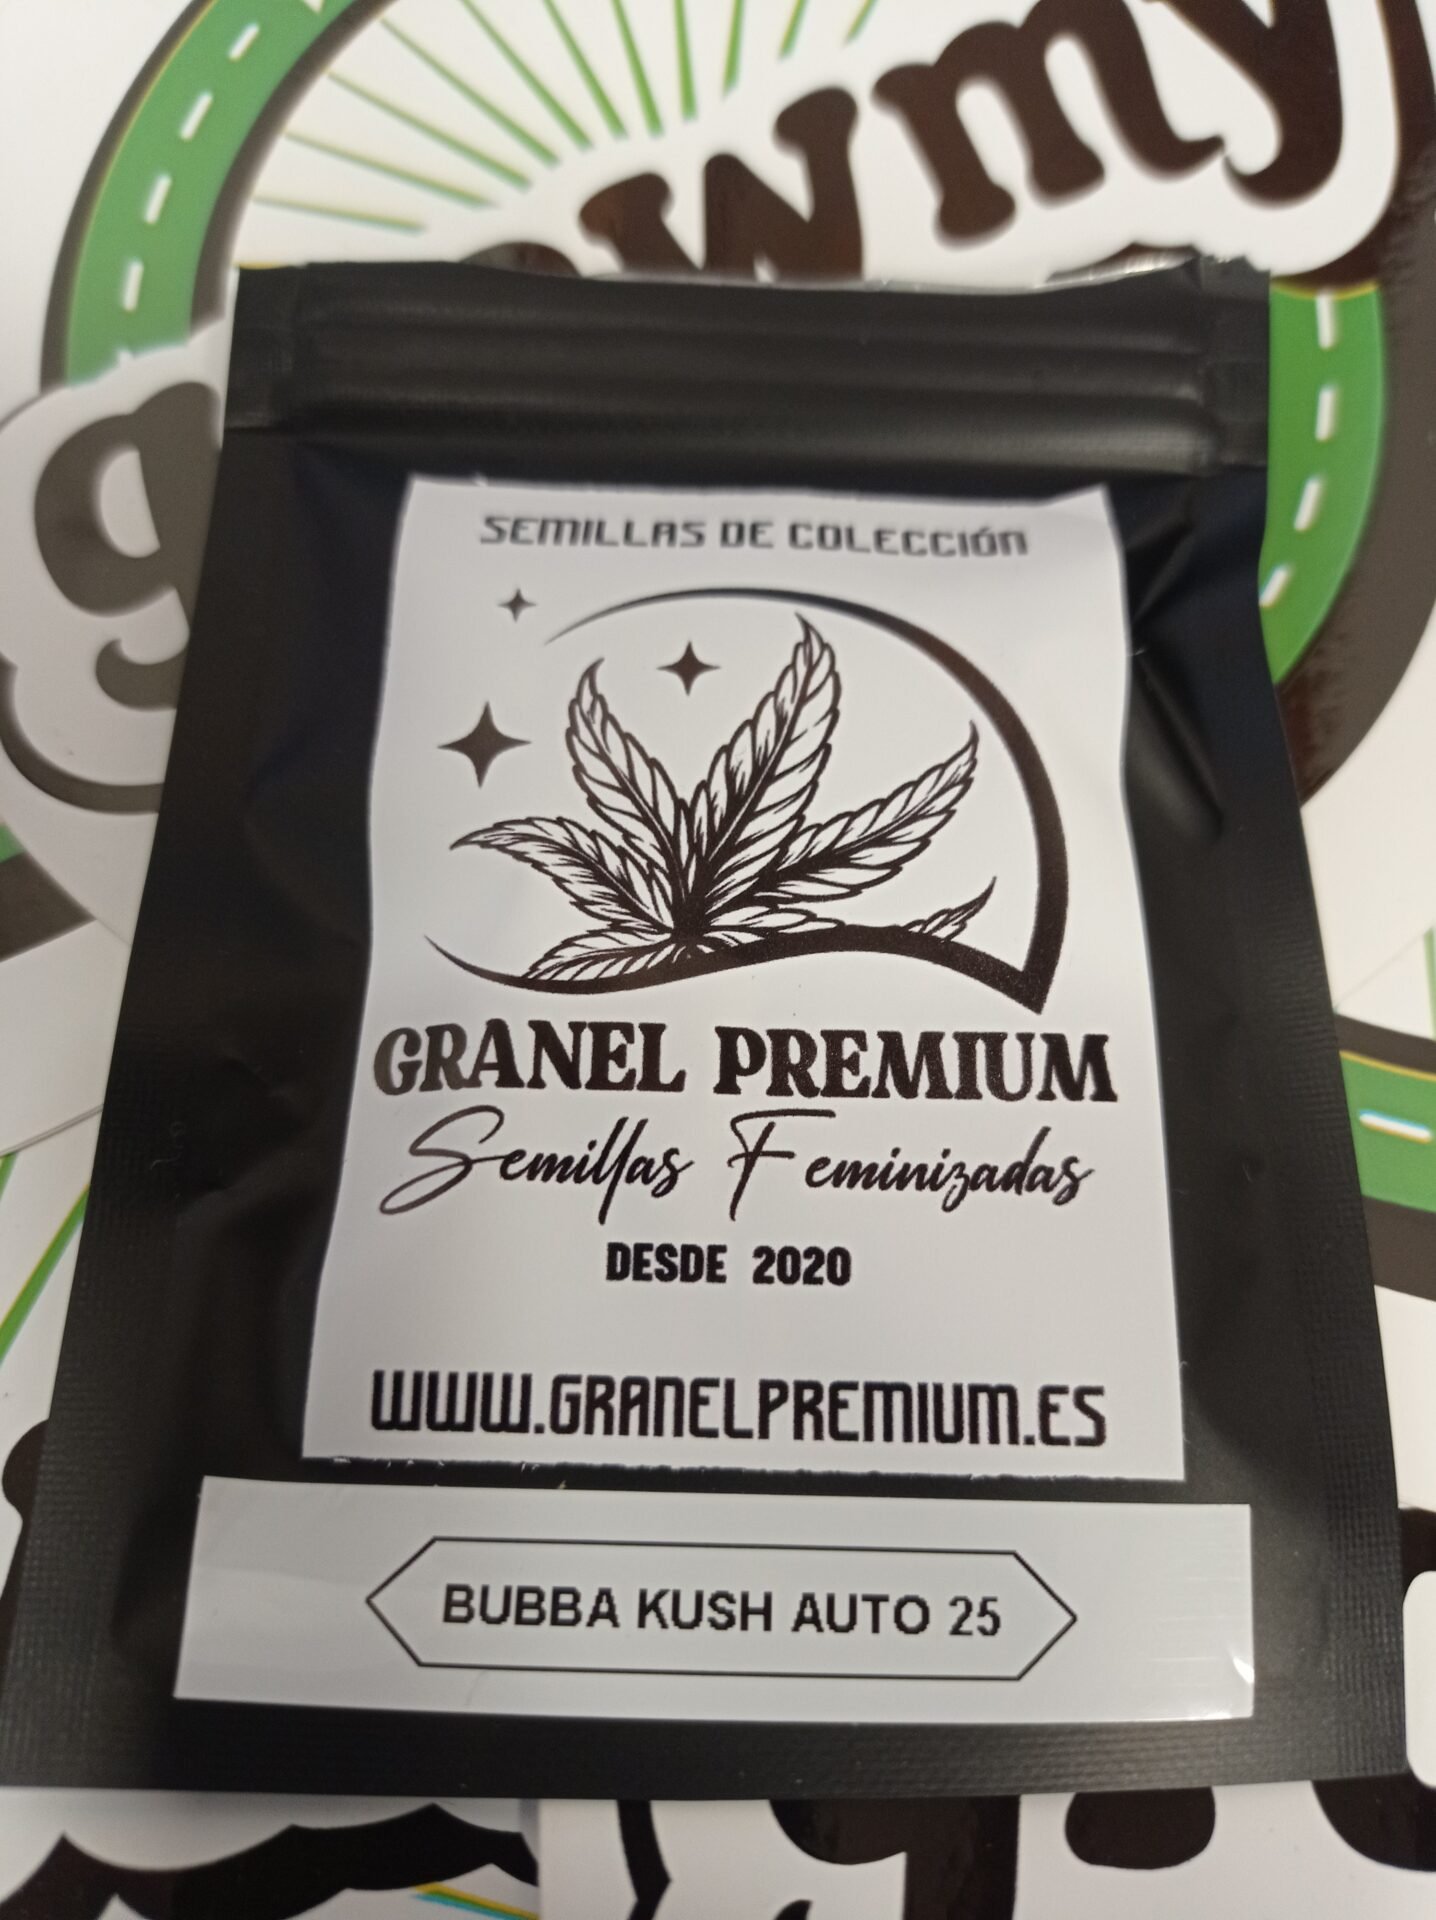 SEMILLAS DE COLECCIÓN
GRANEL PREMIUM
Semillas Feminizadas
DESDE 2020
WWW.GRANELPREMIUM.ES
BUBBA KUSH AUTO 25